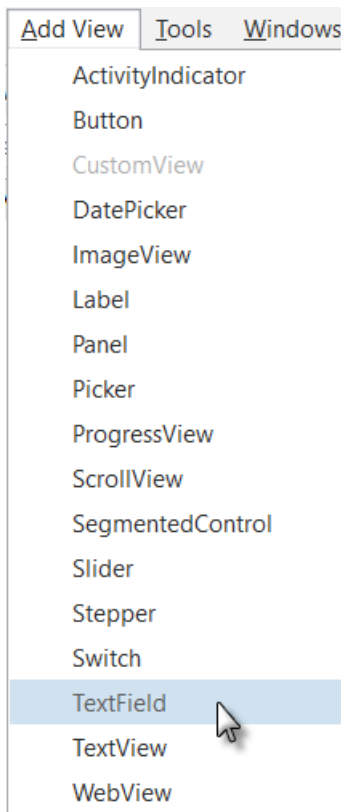 Add View Tools Windows
ActivityIndicator
Button
CustomView
DatePicker
ImageView
Label
Panel
Picker
ProgressView
ScrollView
SegmentedControl
Slider
Stepper
Switch
TextField
TextView
WebView